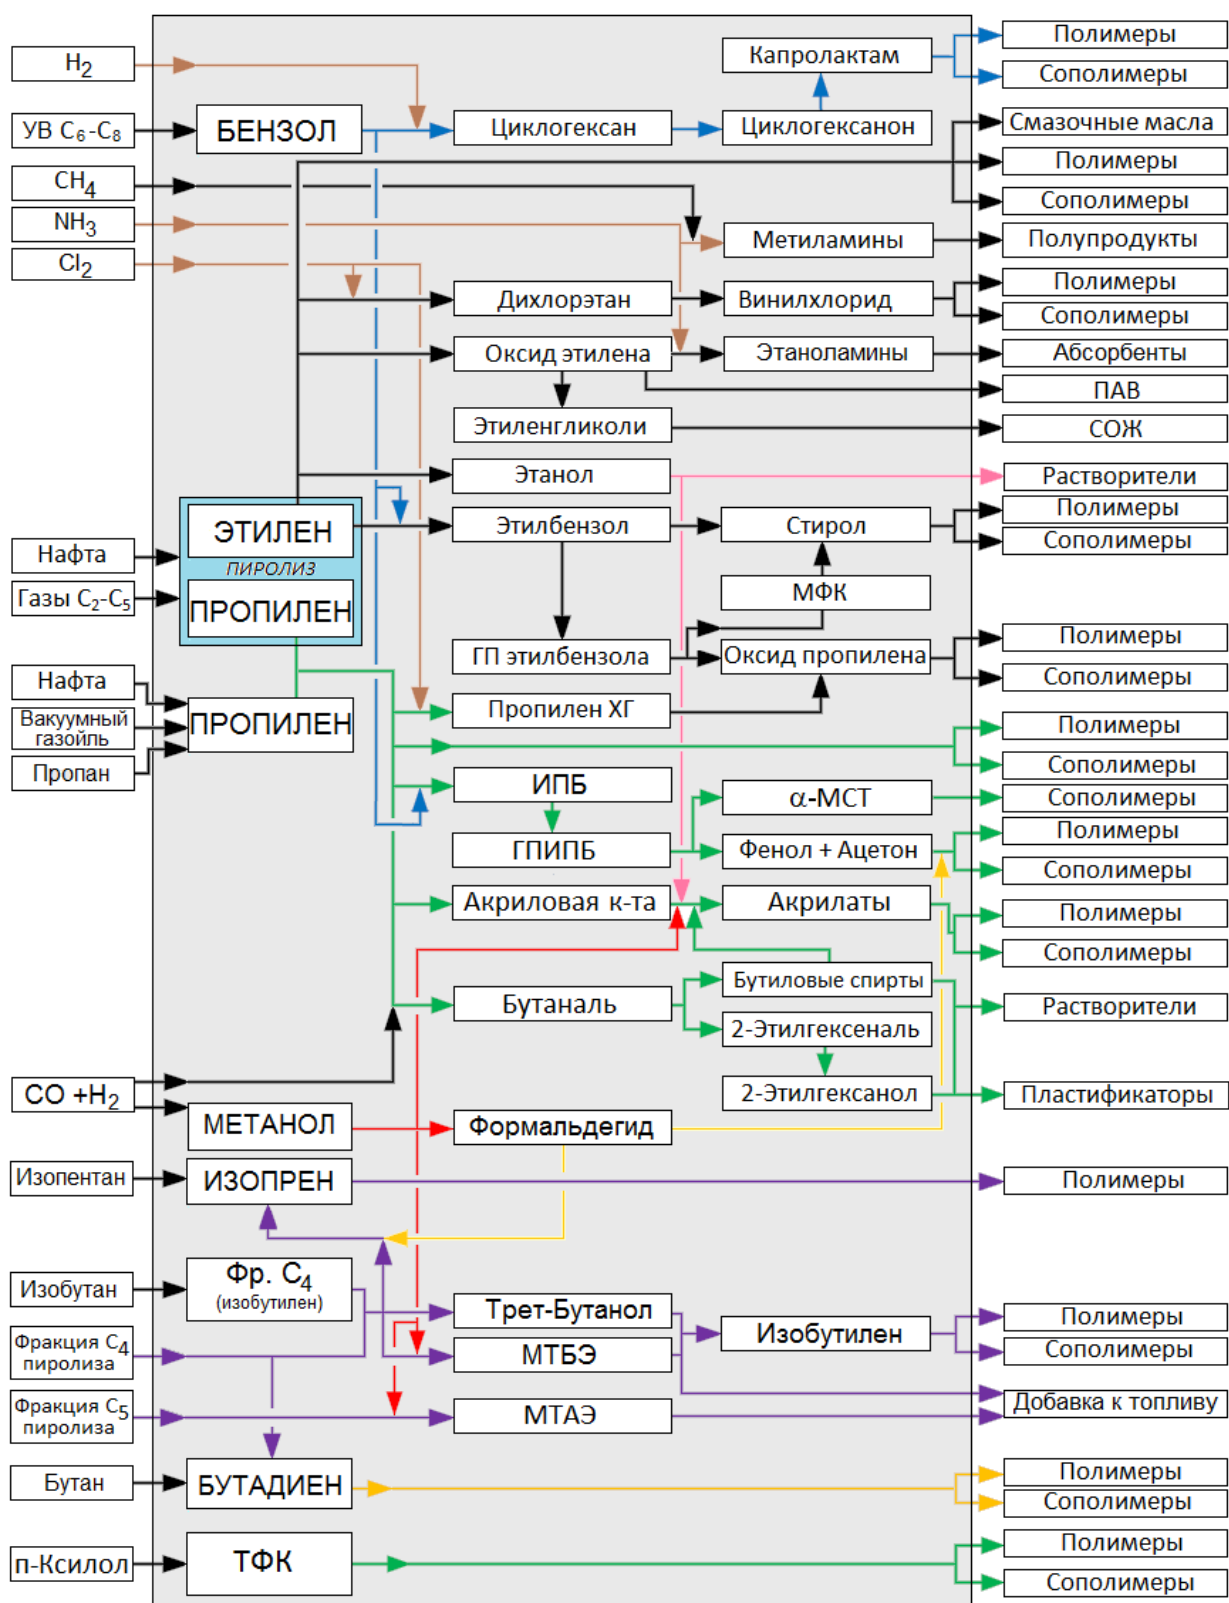 H2
УВ C6-C8
CH4
NH3
Cl2
БЕНЗОЛ
Циклогексан
Капролактам
Циклогексанон
Полимеры
Сополимеры
Смазочные масла
Полимеры
Сополимеры
Метиламины
Полупродукты
Дихлорэтан
Винилхлорид
Полимеры
Сополимеры
Оксид этилена
Этаноламины
Абсорбенты
ПАВ
Этиленгликоли
СОЖ
Этанол
Растворители
Нафта
Газы C2-C5
ЭТИЛЕН
ПИРОЛИЗ
ПРОПИЛЕН
Этилбензол
Стирол
Полимеры
Сополимеры
МФК
ГП этилбензола
Оксид пропилена
Полимеры
Сополимеры
Нафта
Вакуумный
газойль
Пропан
ПРОПИЛЕН
Пропилен ХГ
Полимеры
Сополимеры
ИПБ
α-МСТ
Сополимеры
ГПИПБ
Фенол + Ацетон
Полимеры
Сополимеры
Акриловая к-та
Акрилаты
Полимеры
Сополимеры
Бутаналь
Бутиловые спирты
Растворители
2-Этилгексеналь
2-Этилгексанол
Пластификаторы
CO +H2
МЕТАНОЛ
Формальдегид
Изопентан
ИЗОПРЕН
Полимеры
Изобутан
Фр. C4
(изобутилен)
Трет-Бутанол
Изобутилен
Полимеры
Сополимеры
Фракция C4
пиролиза
МТБЭ
Фракция C5
пиролиза
МТАЭ
Добавка к топливу
Бутан
БУТАДИЕН
Полимеры
Сополимеры
п-Ксилол
ТФК
Полимеры
Сополимеры